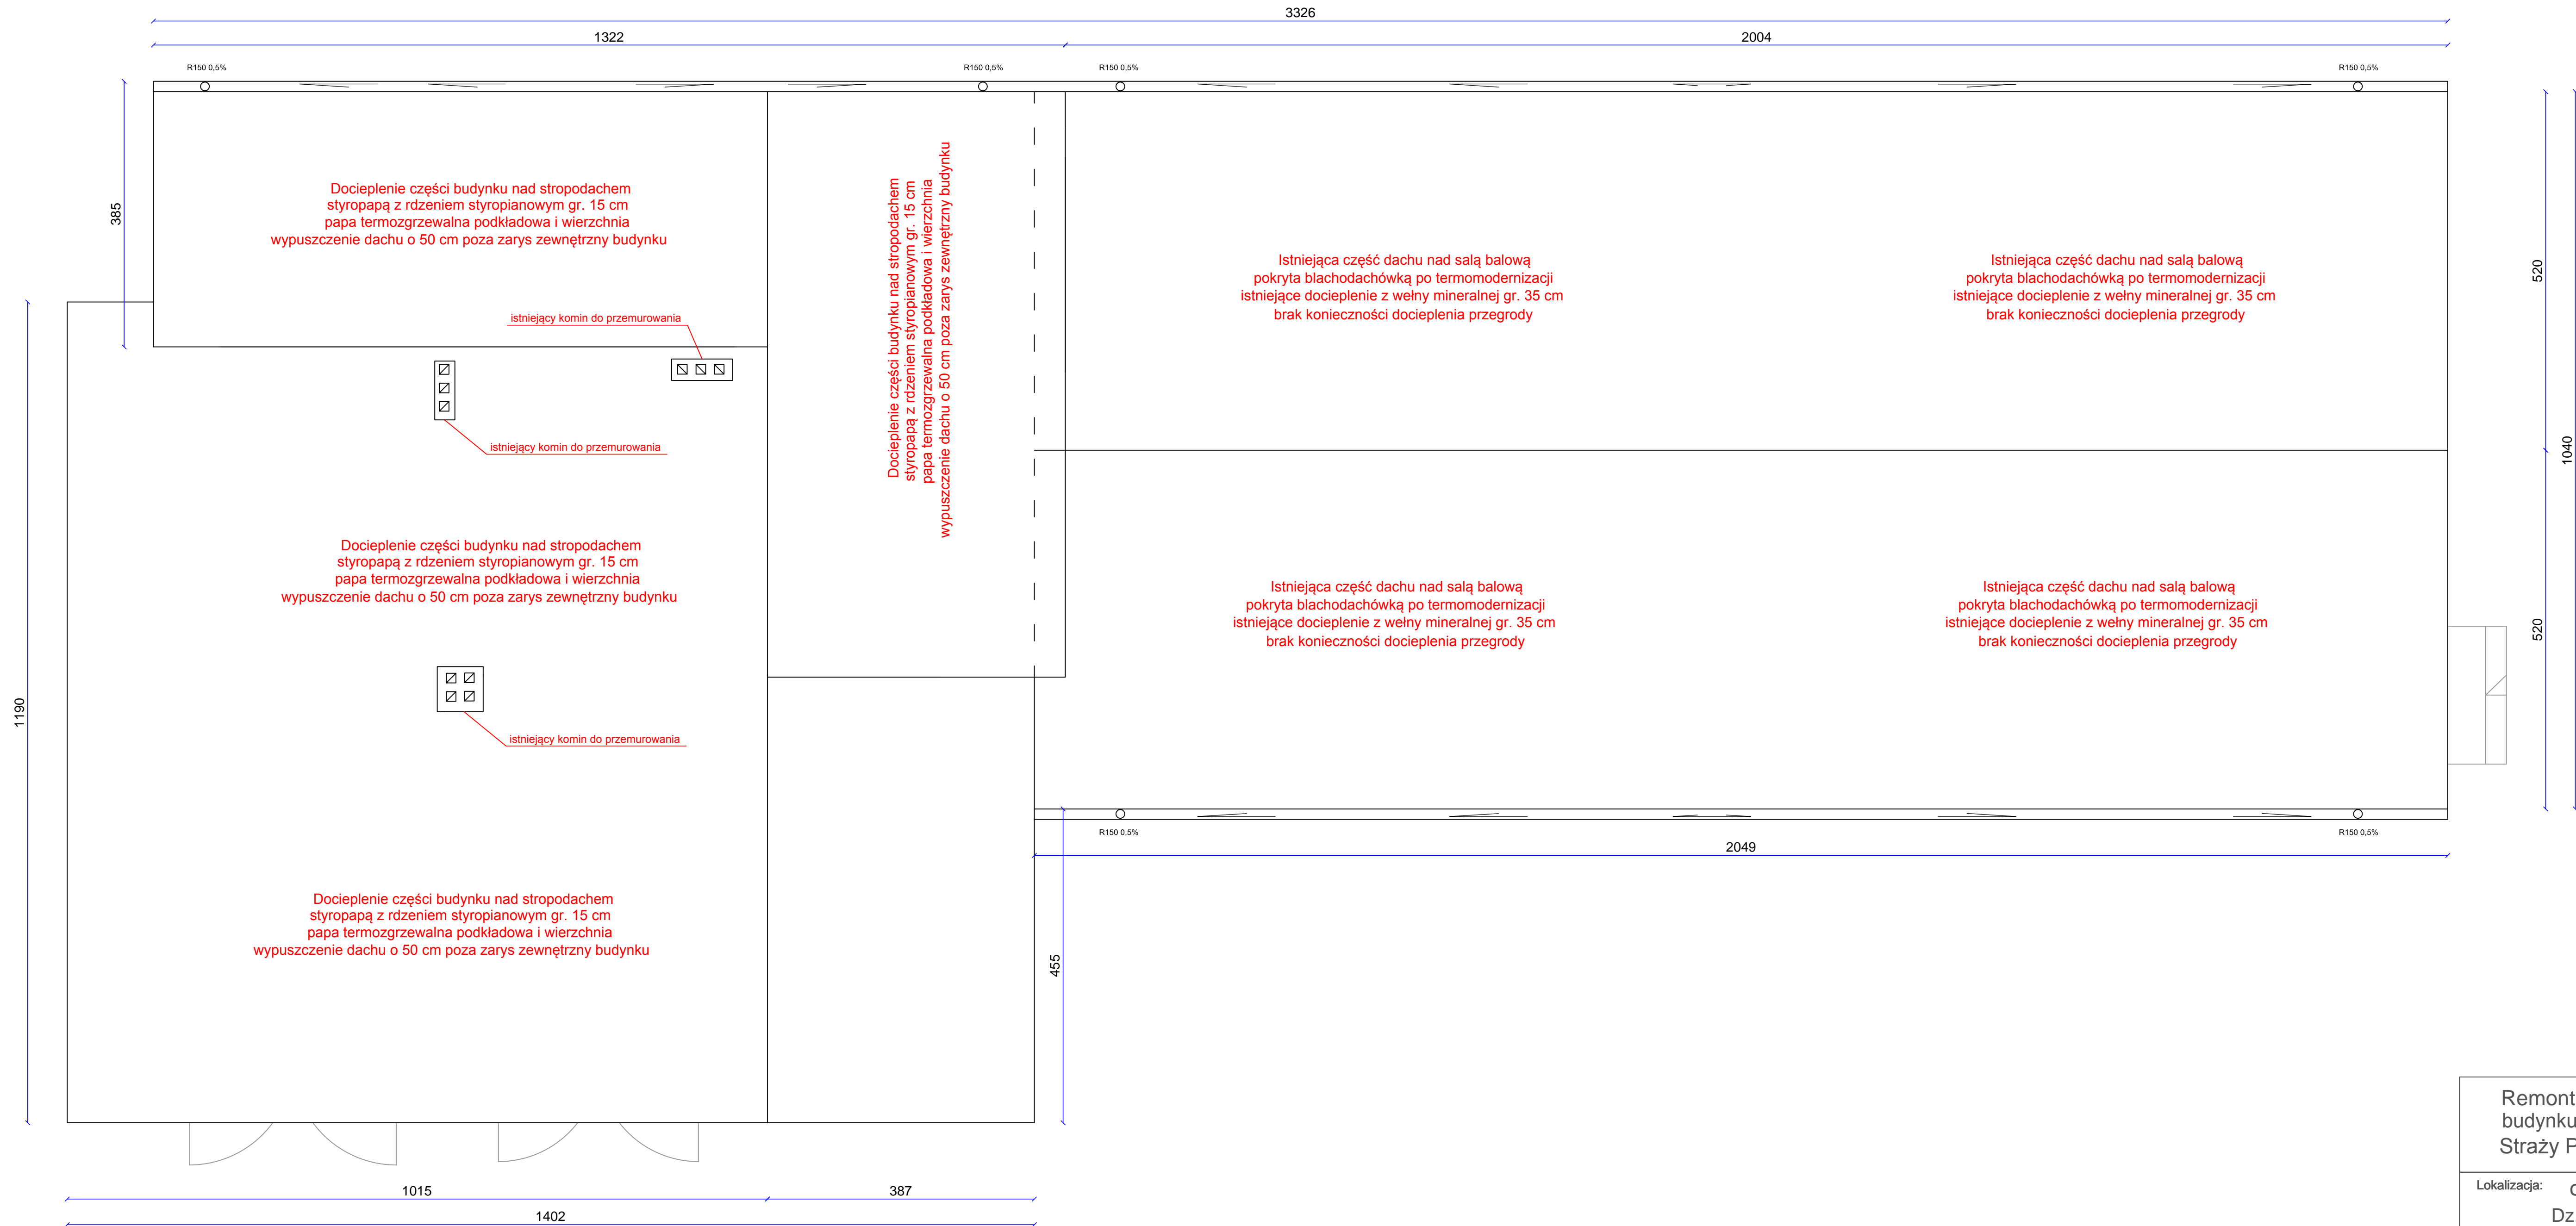 3326
1322
2004
R150 0,5%
R150 0,5%
R150 0,5%
R150 0,5%
385
Docieplenie części budynku nad stropodachem
styropapą z rdzeniem styropianowym gr. 15 cm
papa termozgrzewalna podkładowa i wierzchnia
wypuszczenie dachu o 50 cm poza zarys zewnętrzny budynku
Docieplenie części budynku nad stropodachem
styropapą z rdzeniem styropianowym gr. 15 cm
papa termozgrzewalna podkładowa i wierzchnia
wypuszczenie dachu o 50 cm poza zarys zewnętrzny budynku
Istniejąca część dachu nad salą balową
pokryta blachodachówką po termomodernizacji
istniejące docieplenie z wełny mineralnej gr. 35 cm
brak konieczności docieplenia przegrody
Istniejąca część dachu nad salą balową
pokryta blachodachówką po termomodernizacji
istniejące docieplenie z wełny mineralnej gr. 35 cm
brak konieczności docieplenia przegrody
520
1040
istniejący komin do przemurowania
istniejący komin do przemurowania
Docieplenie części budynku nad stropodachem
styropapą z rdzeniem styropianowym gr. 15 cm
papa termozgrzewalna podkładowa i wierzchnia
wypuszczenie dachu o 50 cm poza zarys zewnętrzny budynku
Istniejąca część dachu nad salą balową
pokryta blachodachówką po termomodernizacji
istniejące docieplenie z wełny mineralnej gr. 35 cm
brak konieczności docieplenia przegrody
Istniejąca część dachu nad salą balową
pokryta blachodachówką po termomodernizacji
istniejące docieplenie z wełny mineralnej gr. 35 cm
brak konieczności docieplenia przegrody
520
1190
istniejący komin do przemurowania
R150 0,5%
R150 0,5%
2049
Docieplenie części budynku nad stropodachem
styropapą z rdzeniem styropianowym gr. 15 cm
papa termozgrzewalna podkładowa i wierzchnia
wypuszczenie dachu o 50 cm poza zarys zewnętrzny budynku
455
1015
387
1402
Remont
budynku
Straży
Lokalizacja:
Dz